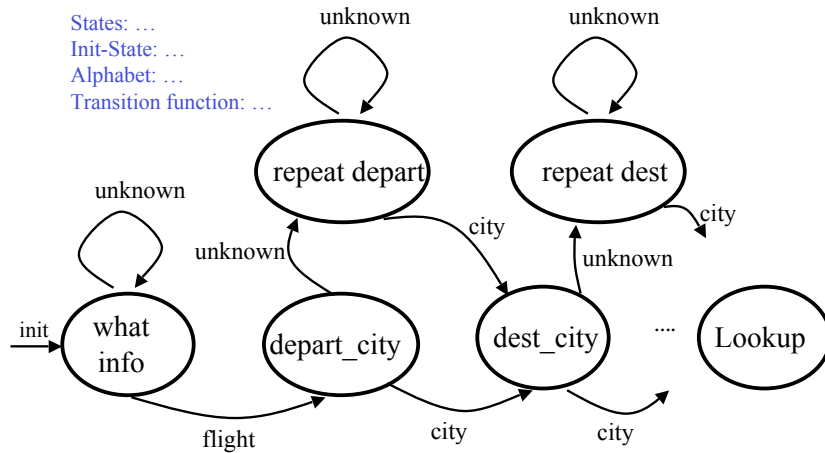 States: …
Init-State: …
Alphabet: …
Transition function: …
unknown
unknown
repeat depart
repeat dest
unknown
city
city
unknown
unknown
init
what
info
depart_city
dest_city
....
Lookup
flight
city
city